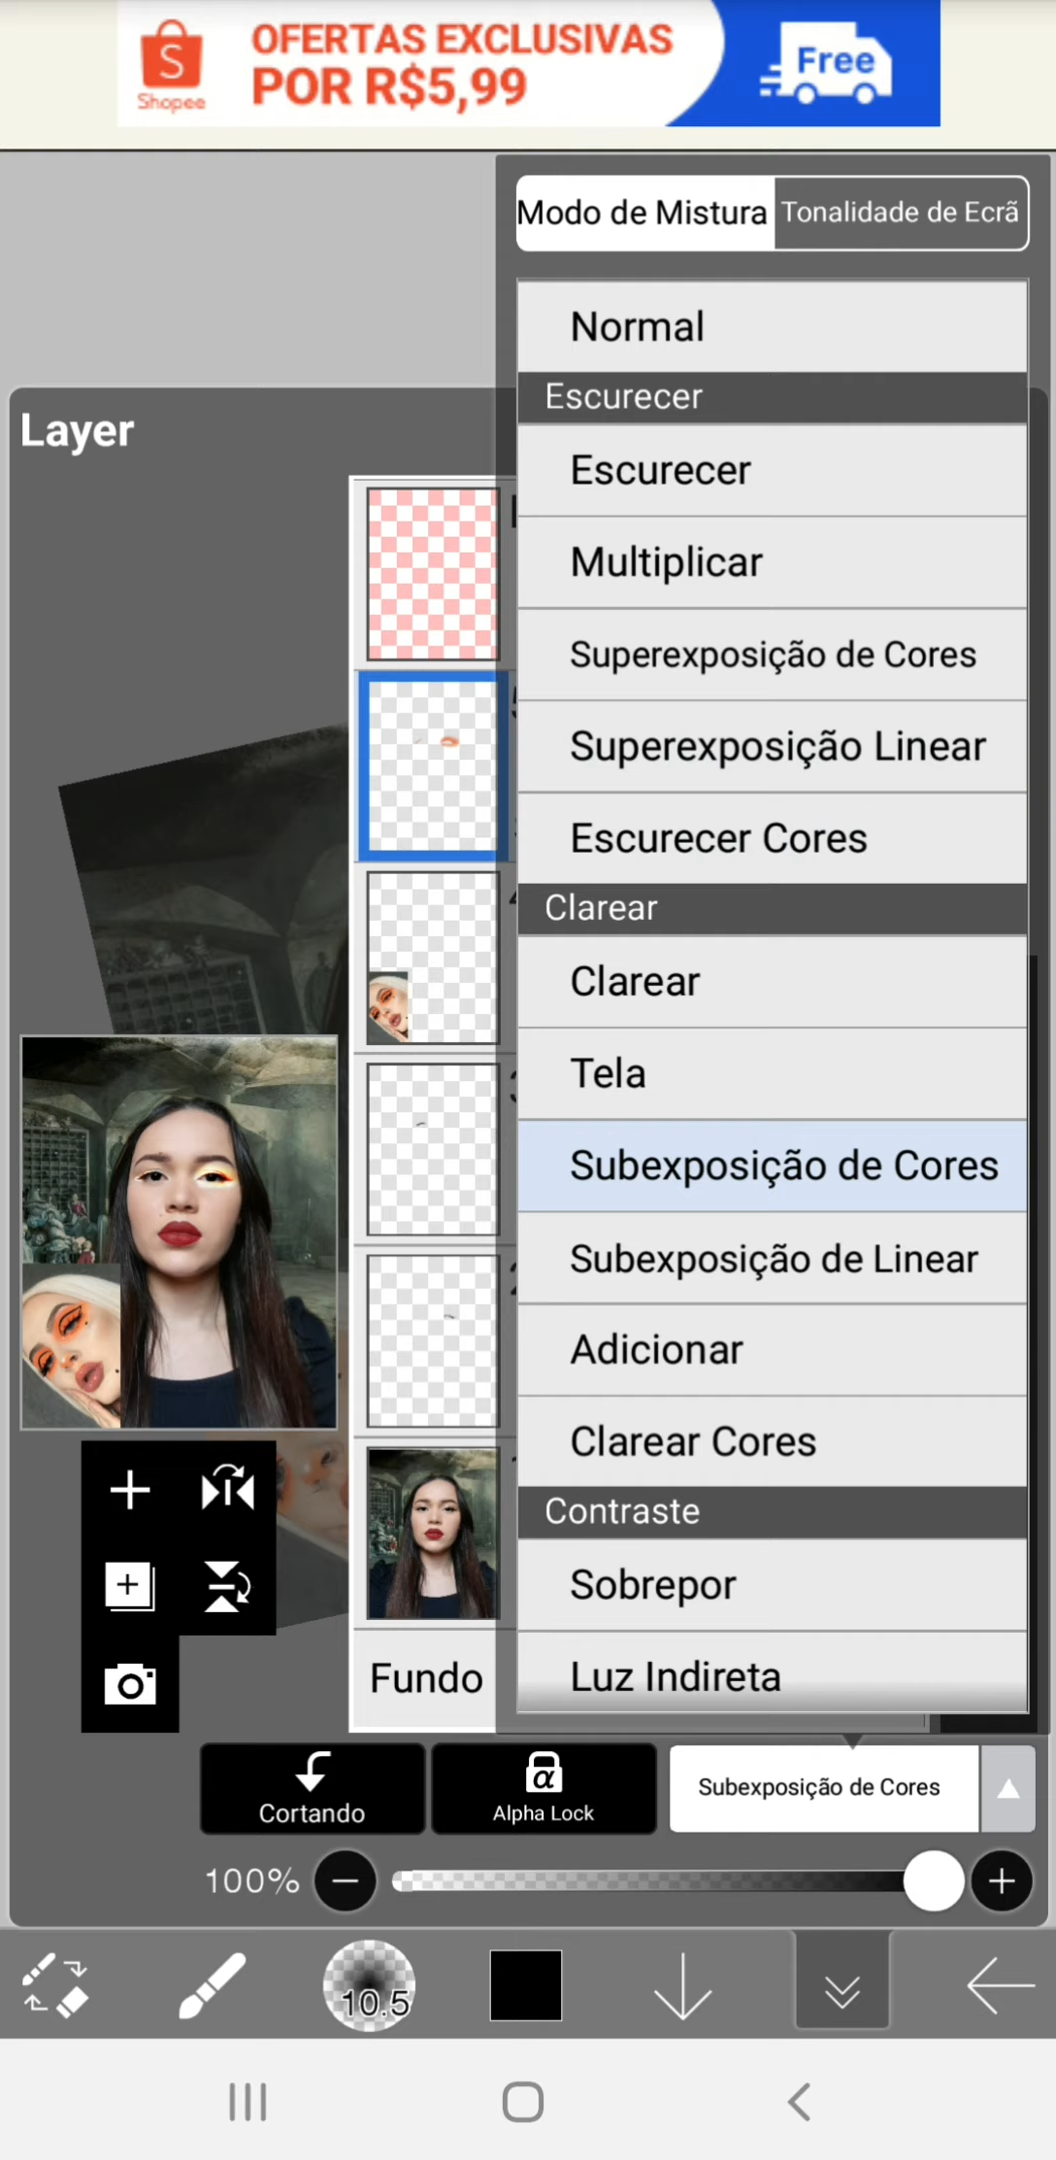 OFERTAS EXCLUSIVAS
POR R$5,99
Shopee
Free
Modo de Mistura
Tonalidade de Ecrã
Normal
Escurecer
Layer
Escurecer
Multiplicar
Superexposição de Cores
Superexposição Linear
Escurecer Cores
Clarear
Clarear
Tela
Subexposição de Cores
Subexposição de Linear
Adicionar
Clarear Cores
Contraste
Sobrepor
Luz Indireta
Fundo
Cortando
Alpha Lock
Subexposição de Cores
100%
10.5